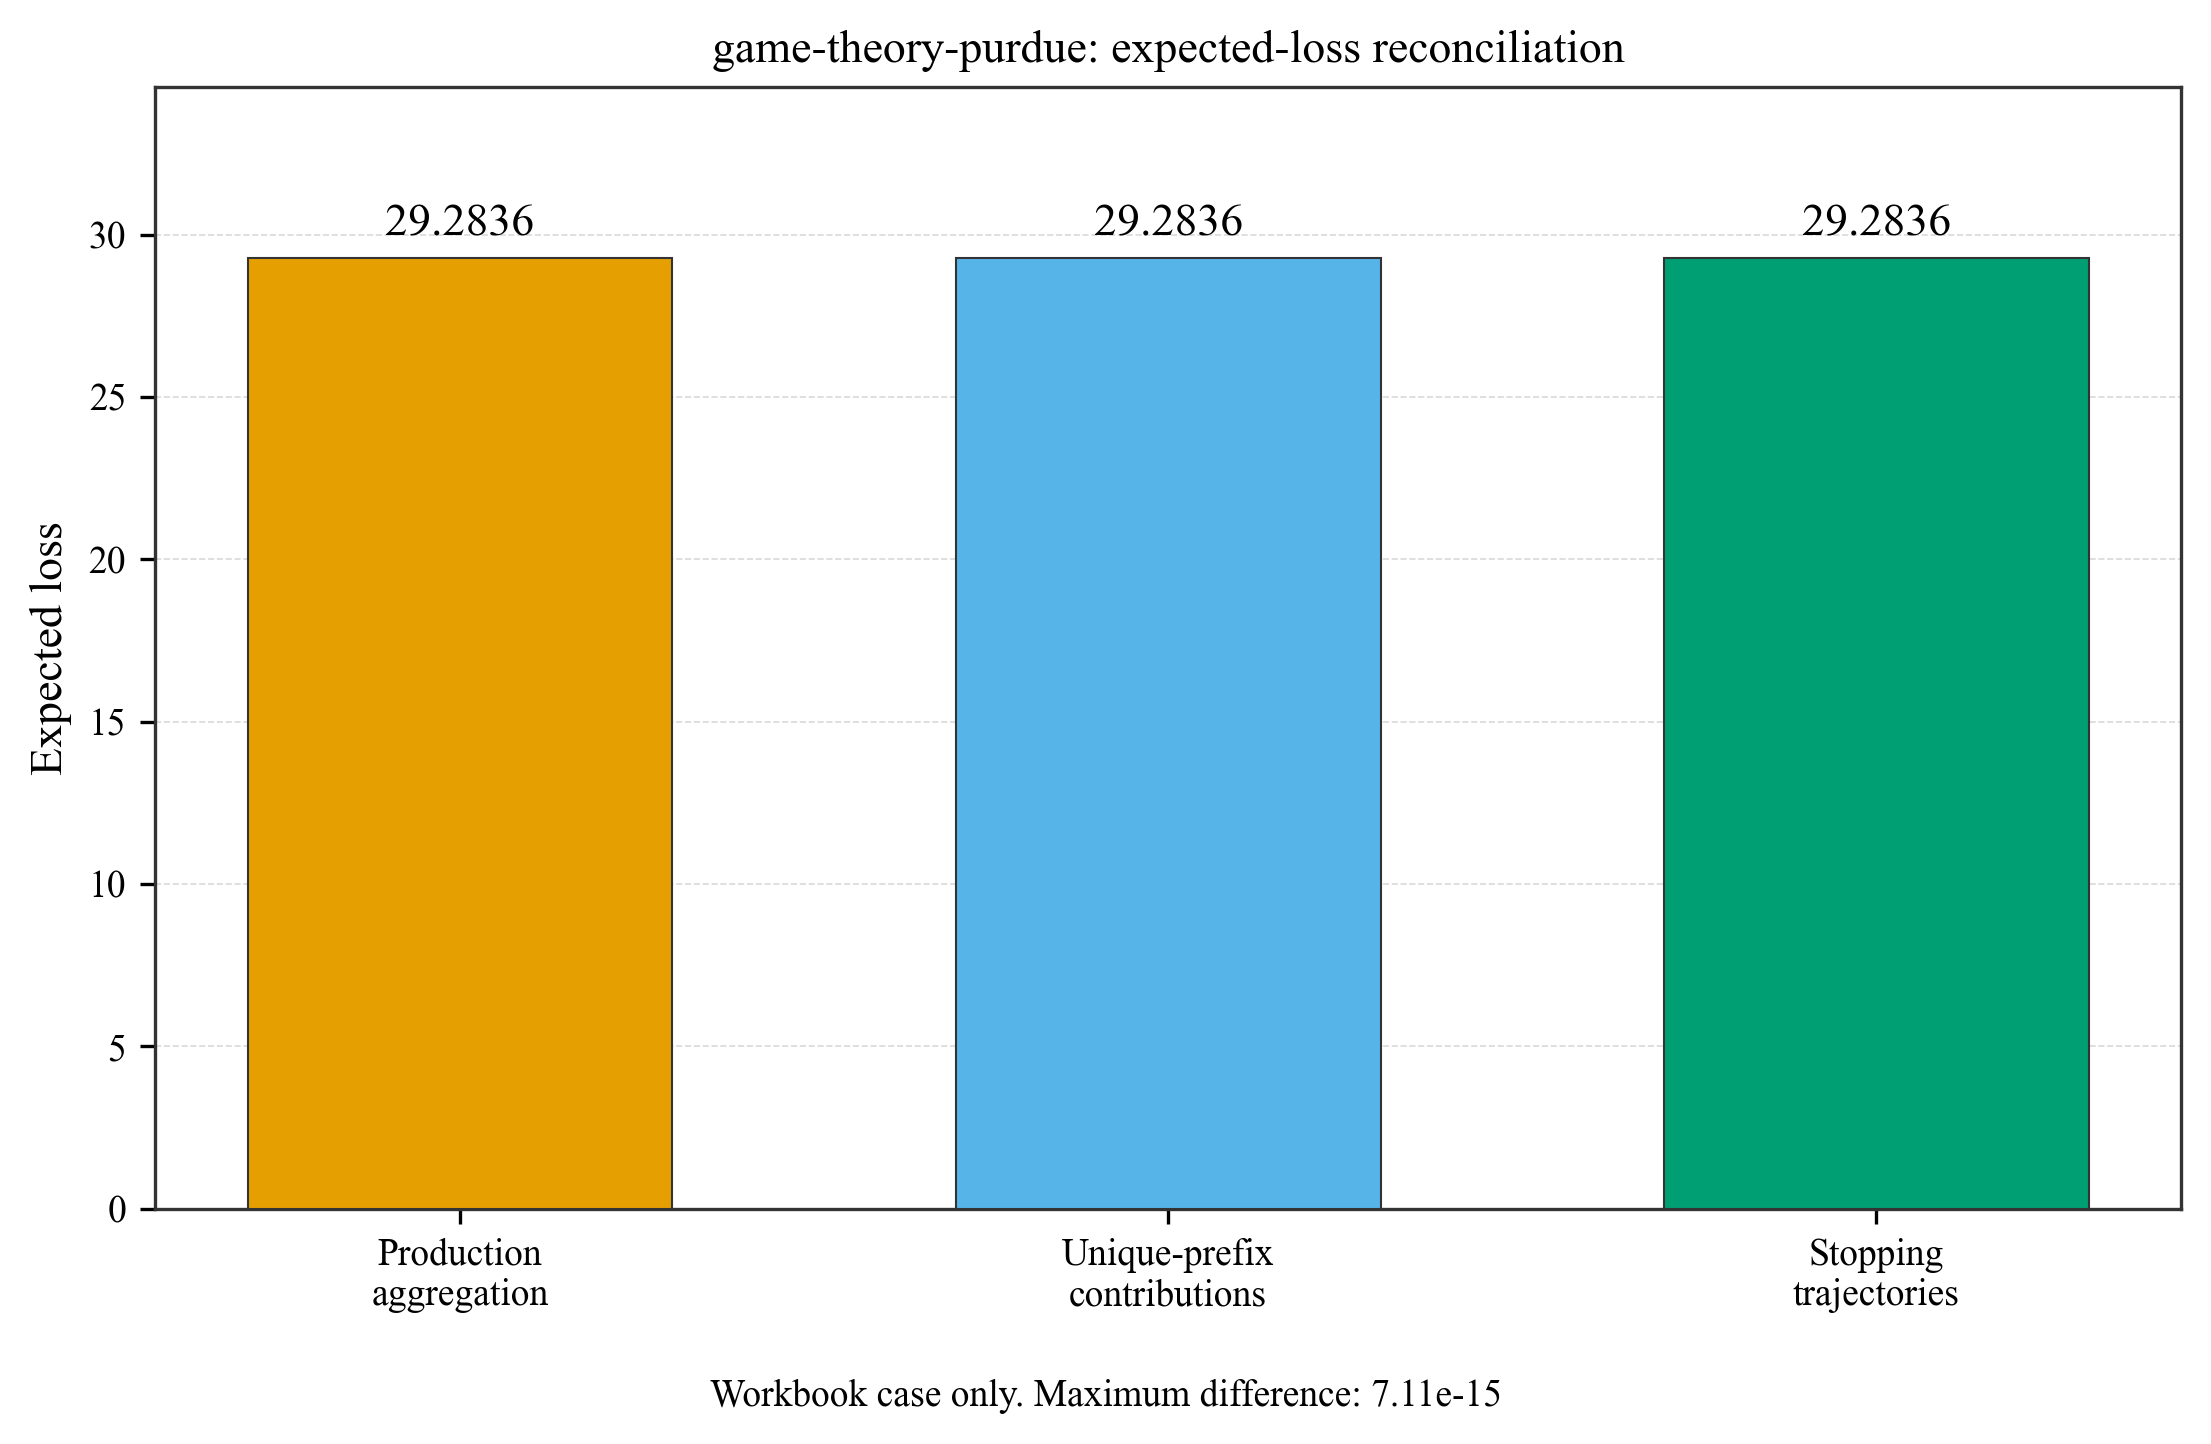 game-theory-purdue: expected-loss reconciliation
Expected loss
30
25
20
15
10
5
0
29.2836
29.2836
29.2836
Production
aggregation
Unique-prefix
contributions
Stopping
trajectories
Workbook case only. Maximum difference: 7.11e-15